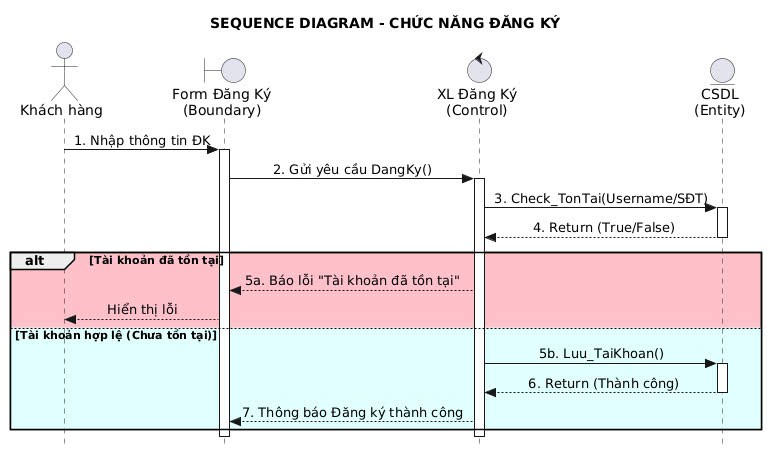 SEQUENCE DIAGRAM - CHỨC NĂNG ĐĂNG KÝ
Khách hàng
Form Đăng Ký
(Boundary)
XL Đăng Ký
(Control)
CSDL
(Entity)
1. Nhập thông tin ĐK
2. Gửi yêu cầu DangKy()
3. Check_TonTai(Username/SĐT)
4. Return (True/False)
alt [Tài khoản đã tồn tại]
5a. Báo lỗi "Tài khoản đã tồn tại"
Hiển thị lỗi
[Tài khoản hợp lệ (Chưa tồn tại)]
5b. Luu_TaiKhoan()
6. Return (Thành công)
7. Thông báo Đăng ký thành công